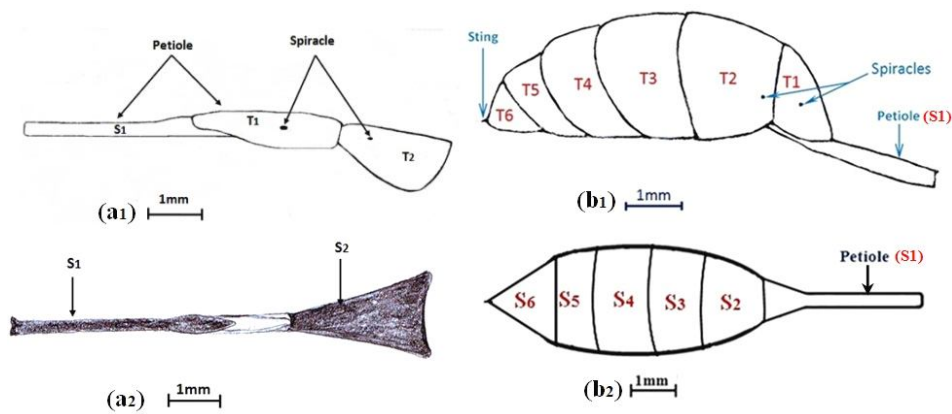 Petiole
Spiracle
S1
T1
T2
(a1)
1mm
Sting
T6
T5
T4
T3
T2
T1
Spiracles
Petiole (S1)
(b1)
1mm
S1
S2
(a2)
1mm
Petiole (S1)
S6
S5
S4
S3
S2
(b2)
1mm